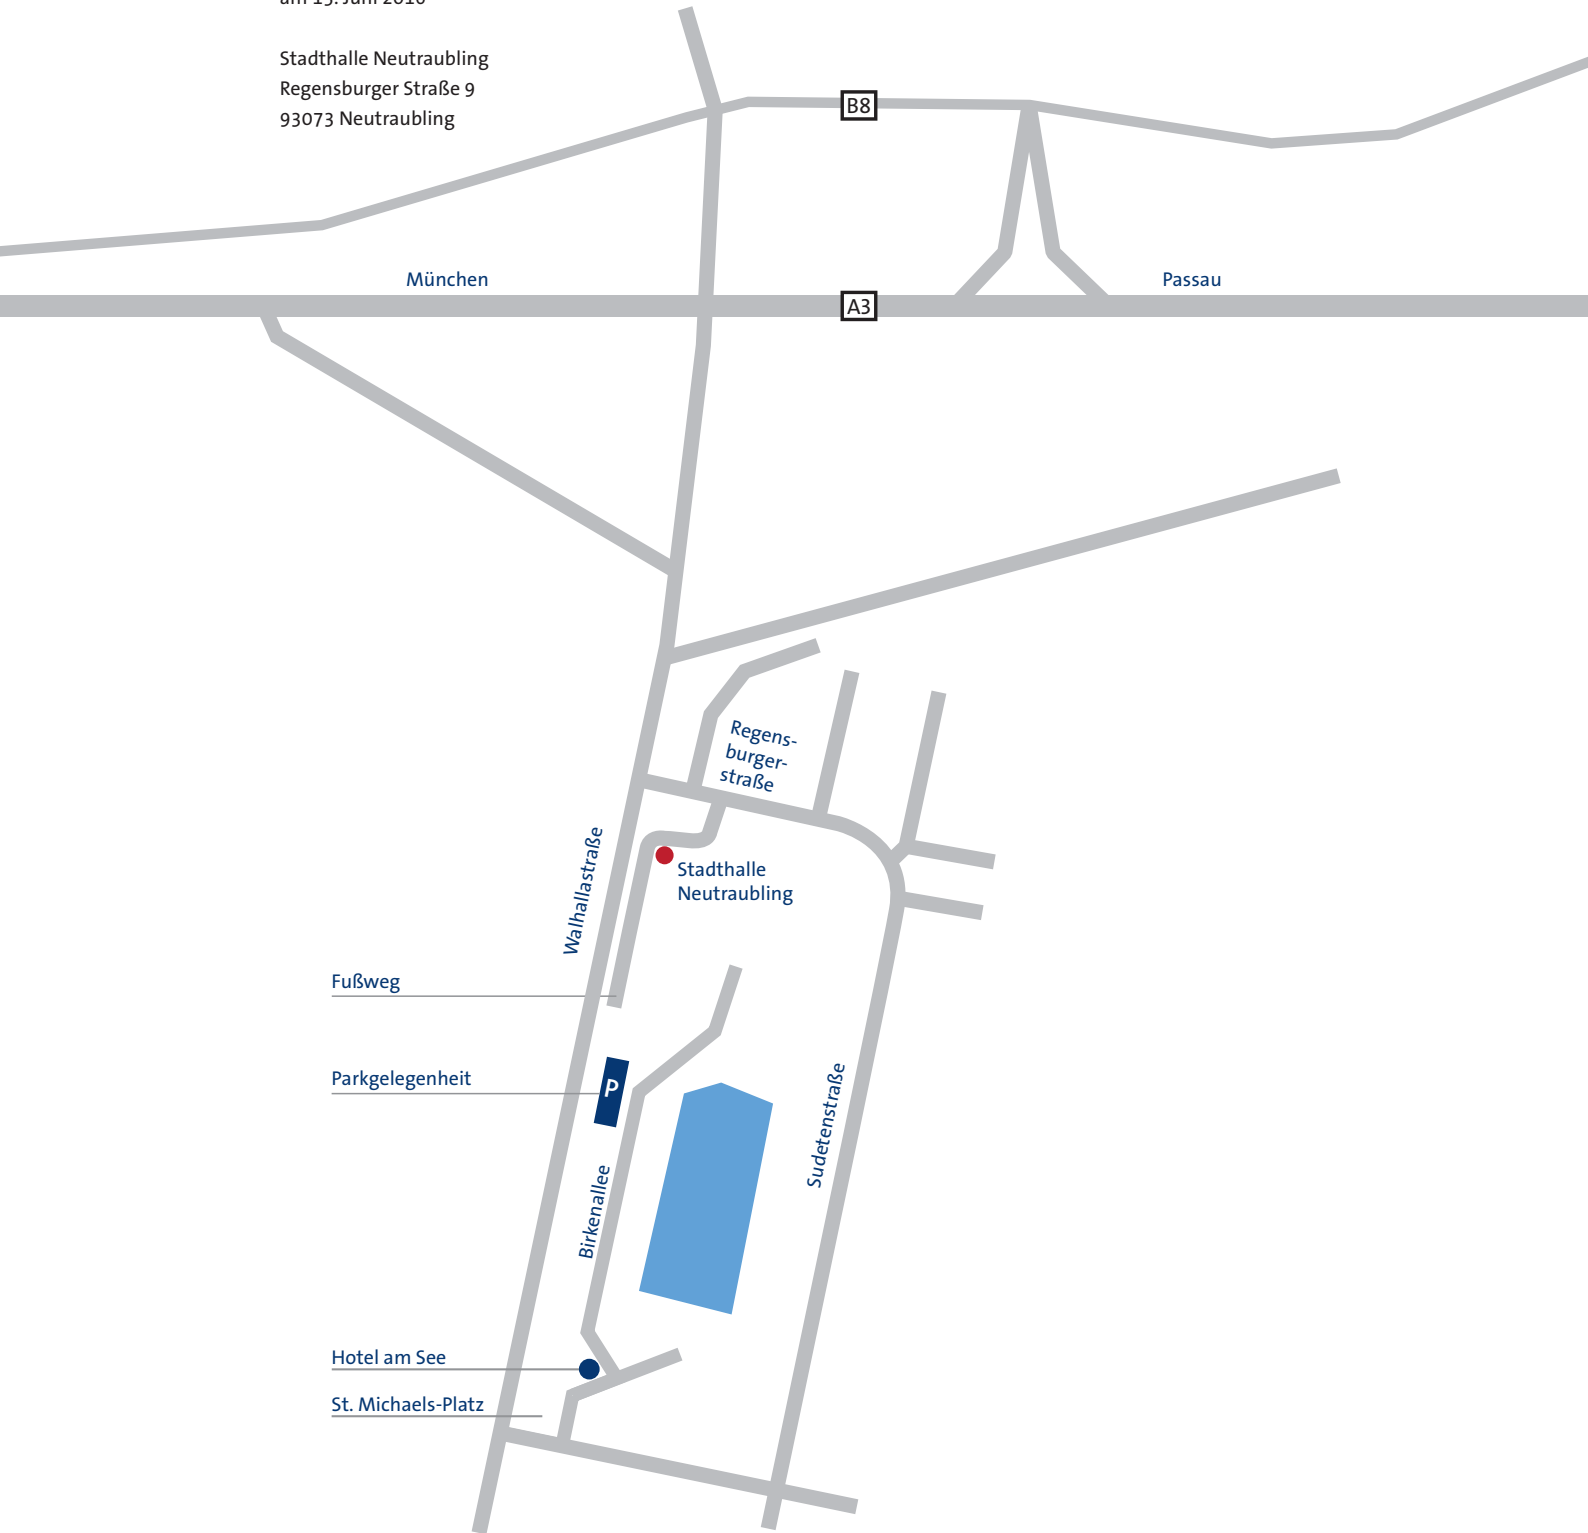 Stadthalle Neutraubling
Regensburger Straße 9
93073 Neutraubling
B8
München
Passau
A3
Regens-
burger-
straße
Walhallastraße
Stadthalle
Neutraubling
Fußweg
Parkgelegenheit
P
Sudetenstraße
Birkenallee
Hotel am See
St. Michaels-Platz